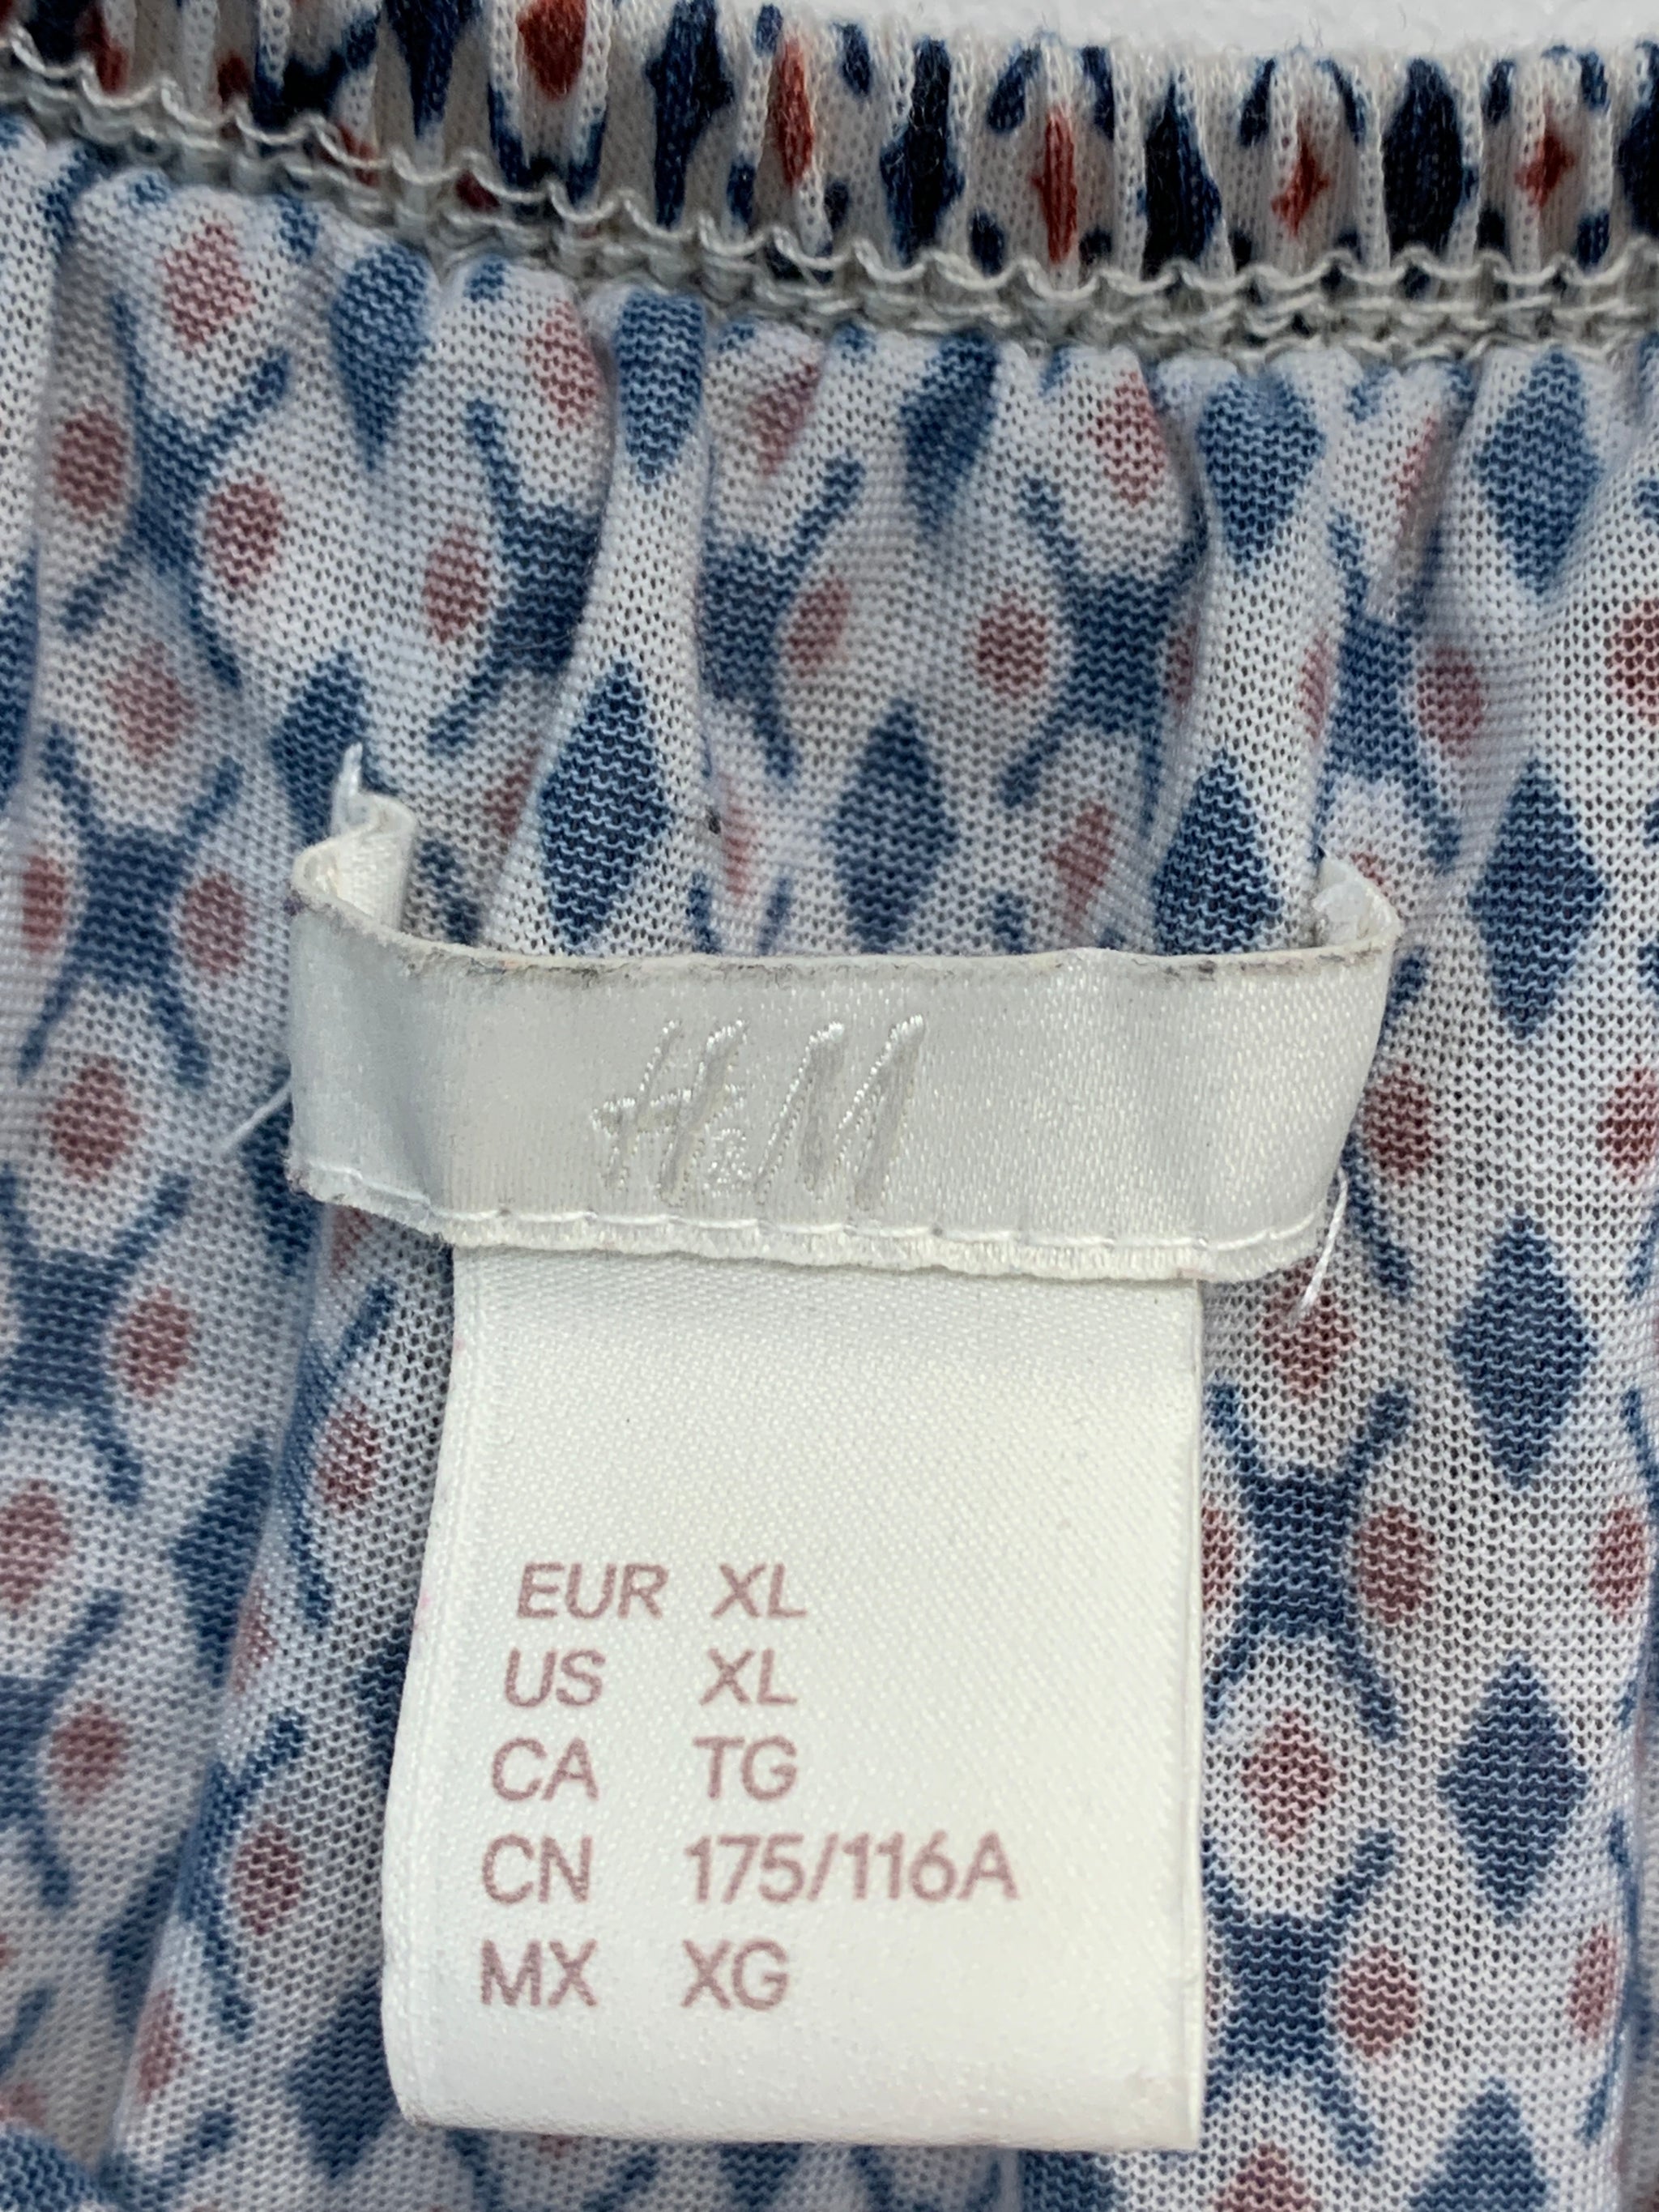 H&M
EUR XL
US XL
CA TG
CN 175/116A
MX XG